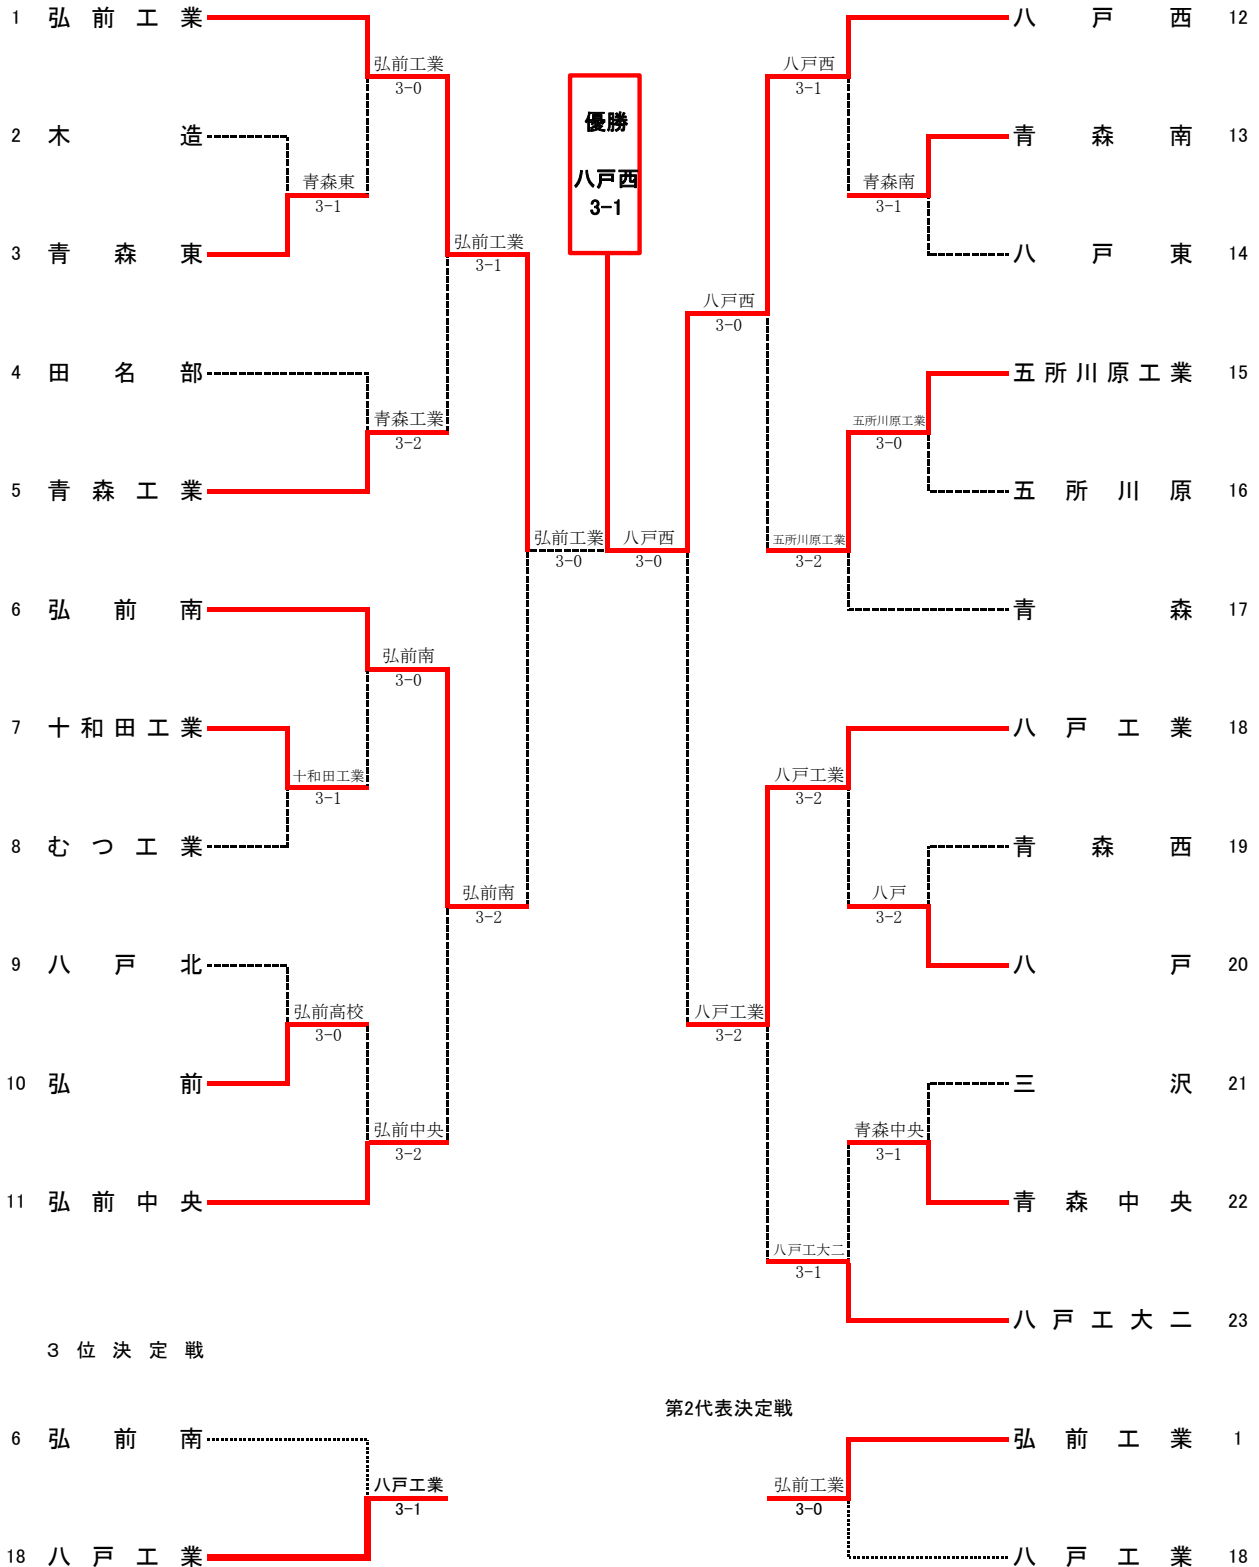 1 弘前工業
八戸西 12
弘前工業
3-0
八戸西
3-1
優勝
八戸西
3-1
2 木造
青森南 13
青森東
3-1
青森南
3-1
3 青森東
八戸東 14
弘前工業
3-1
八戸西
3-0
4 田名部
五所川原工業 15
青森工業
3-2
五所川原工業
3-0
5 青森工業
五所川原 16
弘前工業
3-0
八戸西
3-0
五所川原工業
3-2
6 弘前南
青森 17
弘前南
3-0
7 十和田工業
八戸工業 18
十和田工業
3-1
八戸工業
3-2
8 むつ工業
青森西 19
弘前南
3-2
八戸
3-2
9 八戸北
八戸 20
弘前高校
3-0
八戸工業
3-2
10 弘前
三沢 21
弘前中央
3-2
青森中央
3-1
11 弘前中央
青森中央 22
八戸工大二
3-1
八戸工大二 23
3位決定戦
第2代表決定戦
6 弘前南
弘前工業 1
八戸工業
3-1
弘前工業
3-0
18 八戸工業
八戸工業 18